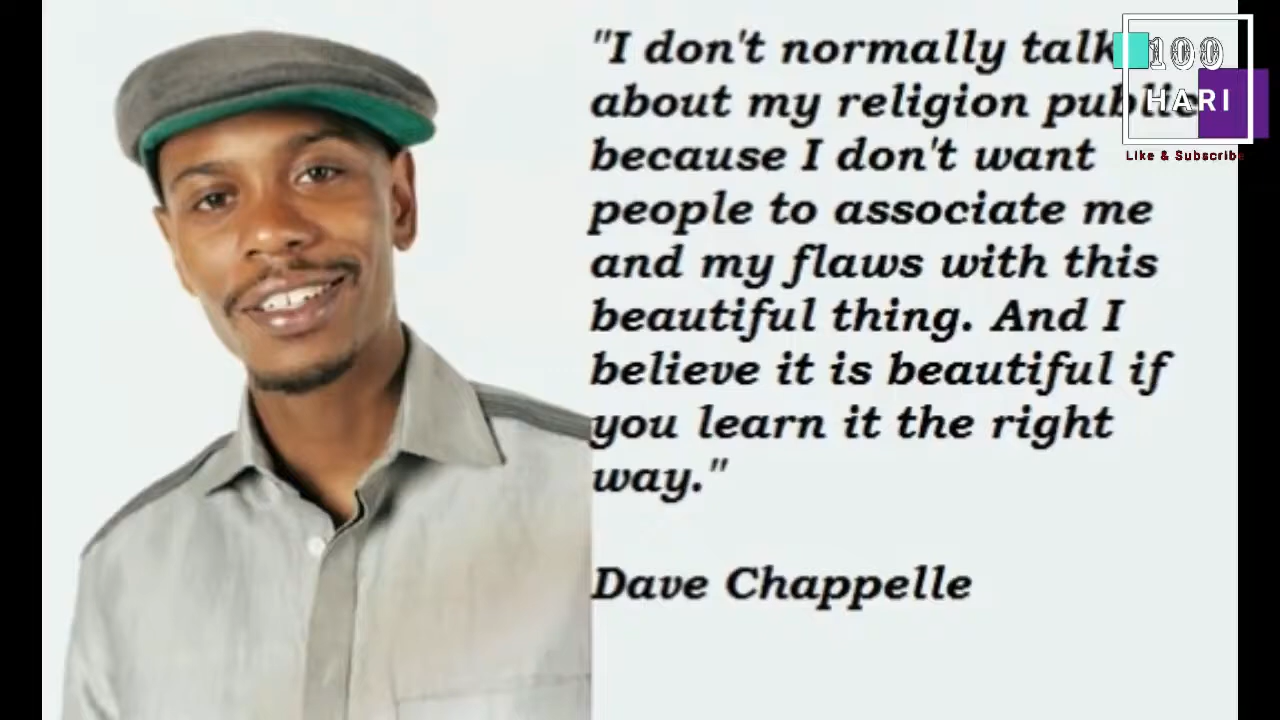 "I don't normally talk
about my religion public
because I don't want
people to associate me
and my flaws with this
beautiful thing. And I
believe it is beautiful if
you learn it the right
way."
Dave Chappelle
100
HARI
Like & Subscribe